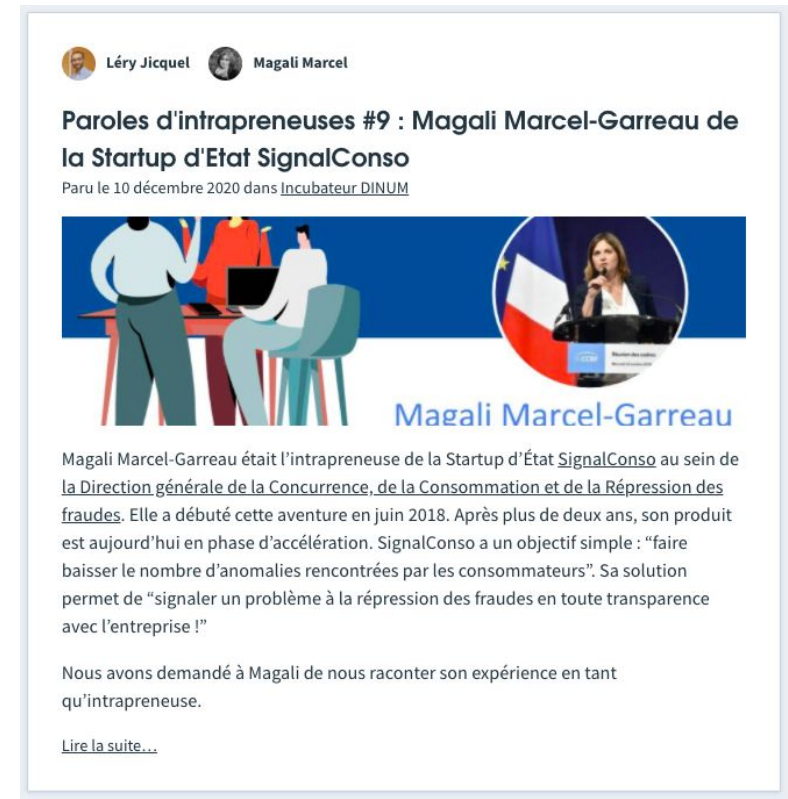 Léry Jicquel Magali Marcel
Paroles d'intrapreneuses #9 : Magali Marcel-Garreau de
la Startup d'Etat SignalConso
Paru le 10 décembre 2020 dans Incubateur DINUM
CCRF
Réunion des cadres
Magali Marcel-Garreau
Magali Marcel-Garreau était l’intrapreneuse de la Startup d’État SignalConso au sein de
la Direction générale de la Concurrence, de la Consommation et de la Répression des
fraudes. Elle a débuté cette aventure en juin 2018. Après plus de deux ans, son produit
est aujourd’hui en phase d’accélération. SignalConso a un objectif simple : “faire
baisser le nombre d’anomalies rencontrées par les consommateurs”. Sa solution
permet de “signaler un problème à la répression des fraudes en toute transparence
avec l’entreprise !”
Nous avons demandé à Magali de nous raconter son expérience en tant
qu’intrapreneuse.
Lire la suite…